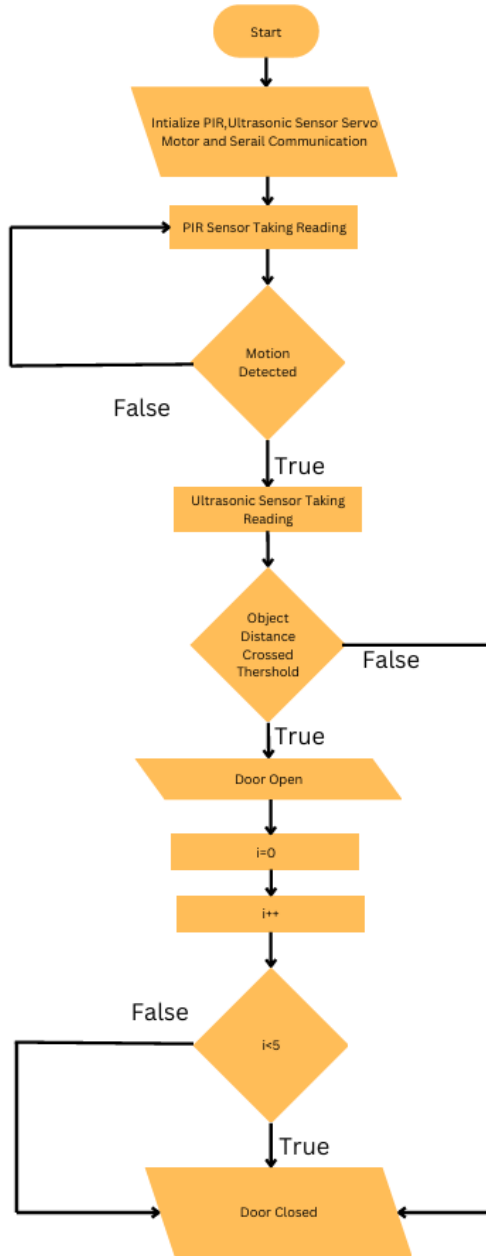 Start
Intialize PIR,Ultrasonic Sensor Servo
Motor and Serail Communication
PIR Sensor Taking Reading
Motion
Detected
False
True
Ultrasonic Sensor Taking
Reading
Object
Distance
Crossed
Thershold
False
True
Door Open
i=0
i++
False
i<5
True
Door Closed